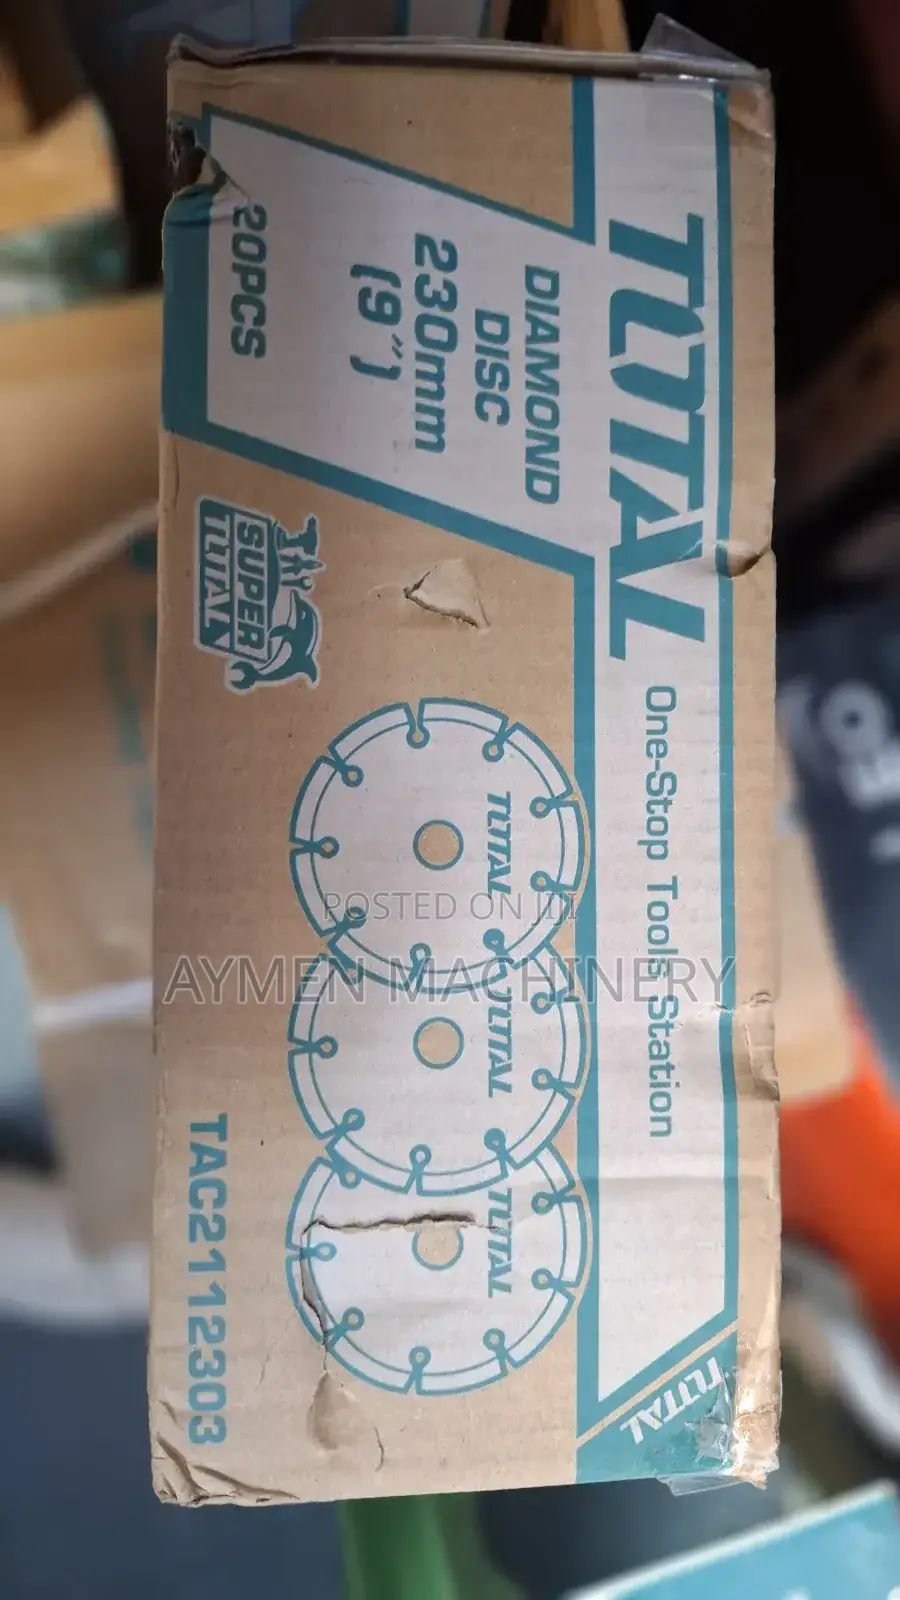 TOTAL
One-Stop Tools Station
DIAMOND
DISC
230mm
(9")
20PCS
SUPER
TOTAL
TOTAL
TOTAL
TOTAL
TOTAL
TAC2112303
POSTED ON JIJI
AYMEN MACHINERY